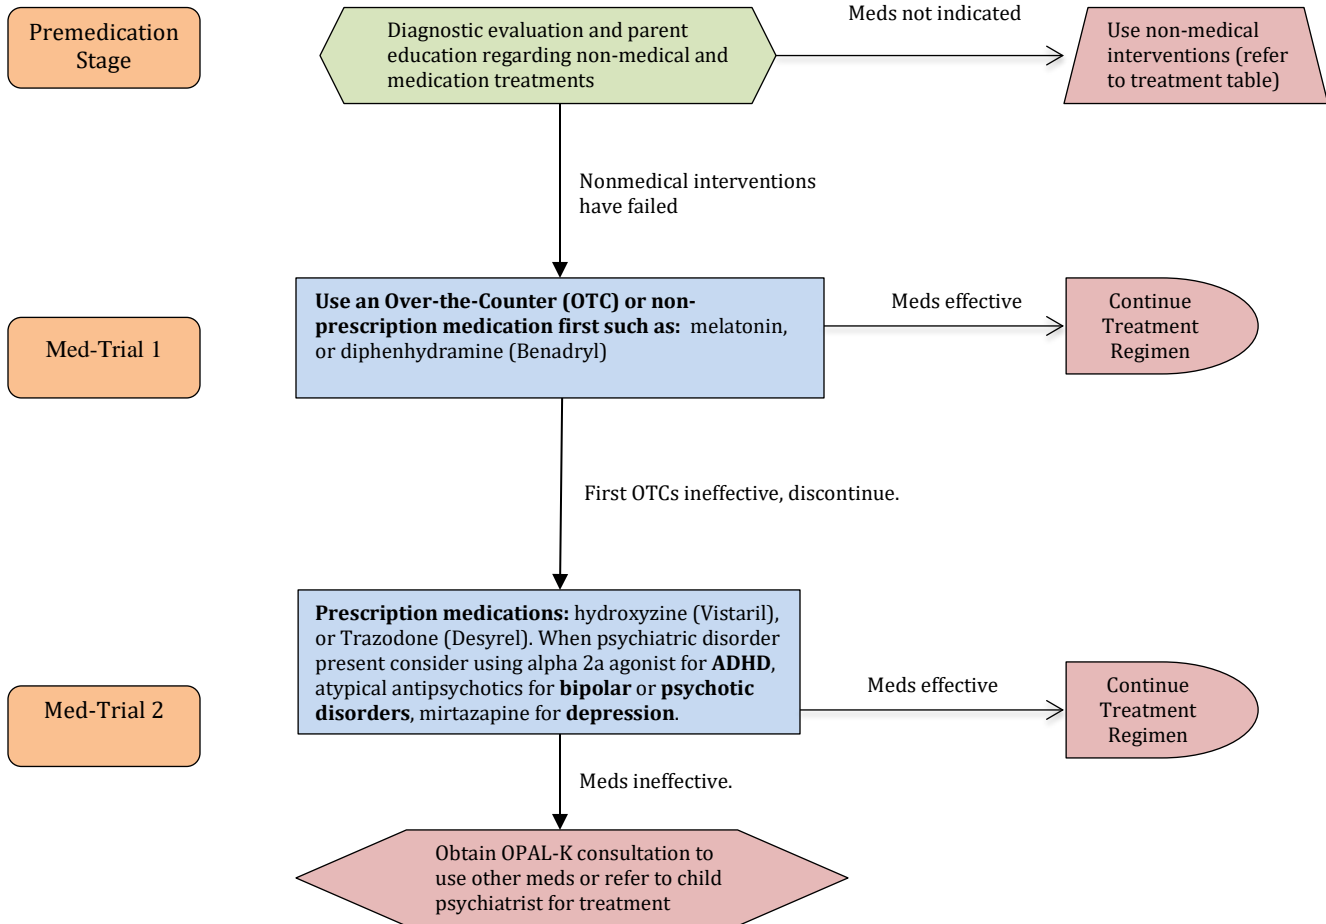 Premedication
Stage
Diagnostic evaluation and parent
education regarding non-medical and
medication treatments
Meds not indicated
Use non-medical
interventions (refer
to treatment table)
Nonmedical interventions
have failed
Med-Trial 1
Use an Over-the-Counter (OTC) or non-
prescription medication first such as:  melatonin,
or diphenhydramine (Benadryl)
Meds effective
Continue
Treatment
Regimen
First OTCs ineffective, discontinue.
Med-Trial 2
Prescription medications: hydroxyzine (Vistaril),
or Trazodone (Desyrel). When psychiatric disorder
present consider using alpha 2a agonist for ADHD,
atypical antipsychotics for bipolar or psychotic
disorders, mirtazapine for depression.
Meds effective
Continue
Treatment
Regimen
Meds ineffective.
Obtain OPAL-K consultation to
use other meds or refer to child
psychiatrist for treatment